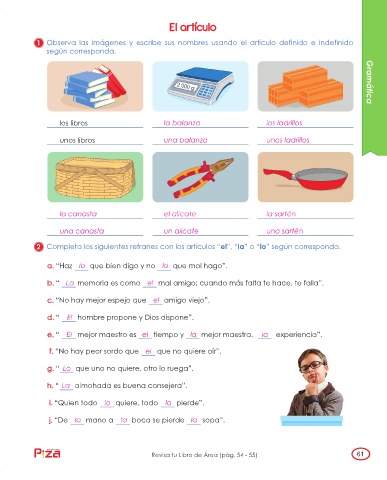 El artículo
1 Observa las imágenes y escribe sus nombres usando el artículo definido e indefinido
según corresponda.
Gramática
los libros
la balanza
los ladrillos
unos libros
una balanza
unos ladrillos
la canasta
el alicate
la sartén
una canasta
un alicate
una sartén
2 Completa los siguientes refranes con los artículos "el", "la" o "lo" según corresponda.
a. "Haz lo que bien digo y no lo que mal hago".
b. " La memoria es como el mal amigo; cuando más falta te hace, te falla".
c. "No hay mejor espejo que el amigo viejo".
d. " El hombre propone y Dios dispone".
e. " El mejor maestro es el tiempo y la mejor maestra, la experiencia".
f. "No hay peor sordo que el que no quiere oír".
g. " Lo que uno no quiere, otro lo ruega".
h. " La almohada es buena consejera".
i. "Quien todo lo quiere, todo lo pierde".
j. "De la mano a la boca se pierde la sopa".
Revisa tu Libro de Área (pág. 54 - 55)
61